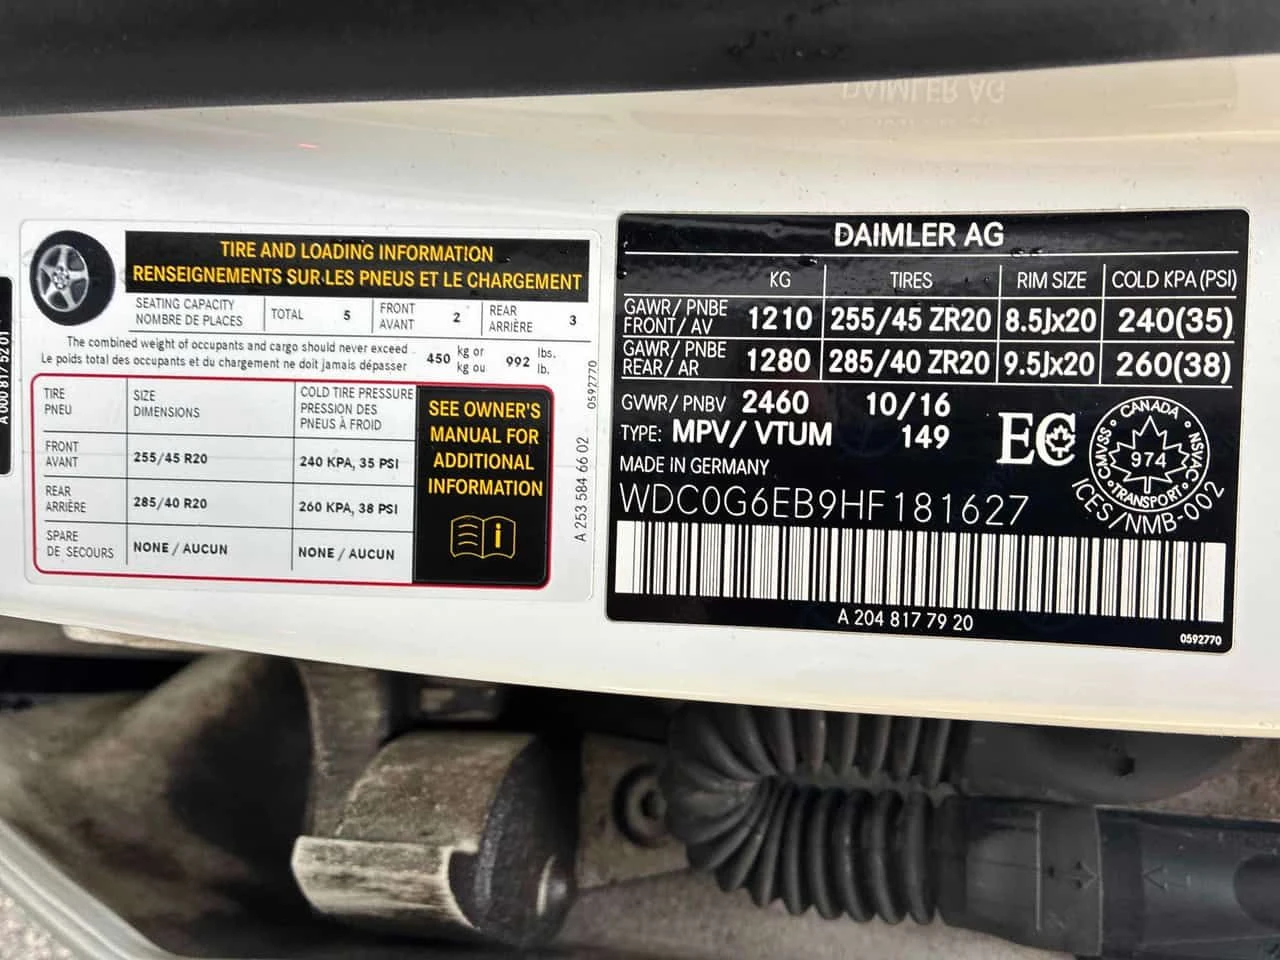 DAIMLER AG
A 000 817 52 01
TIRE AND LOADING INFORMATION
RENSEIGNEMENTS SUR·LES PNEUS ET LE CHARGEMENT
SEATING CAPACITY
NOMBRE DE PLACES
TOTAL 5
FRONT
AVANT
2
REAR
ARRIÈRE
3
The combined weight of occupants and cargo should never exceed
Le poids total des occupants et du chargement ne doit jamais dépasser
450
kg or
kg ou
992
lbs.
lb.
TIRE
PNEU
SIZE
DIMENSIONS
COLD TIRE PRESSURE
PRESSION DES
PNEUS À FROID
FRONT
AVANT
255/45 R20
240 KPA, 35 PSI
REAR
ARRIÈRE
285/40 R20
260 KPA, 38 PSI
SPARE
DE SECOURS
NONE / AUCUN
NONE / AUCUN
SEE OWNER'S
MANUAL FOR
ADDITIONAL
INFORMATION
i
A 253 584 66 02
0592770
DAIMLER AG
KG TIRES RIM SIZE COLD KPA (PSI)
GAWR/ PNBE
FRONT/ AV
1210 255/45 ZR20 8.5Jx20 240(35)
GAWR/ PNBE
REAR/ AR
1280 285/40 ZR20 9.5Jx20 260(38)
GVWR/ PNBV 2460 10/16
TYPE: MPV/ VTUM 149
MADE IN GERMANY
WDC0G6EB9HF181627
EC
CANADA
NSVAC
TRANSPORT
CMVSS
974
ICES/NMB-002
A 204 817 79 20
0592770